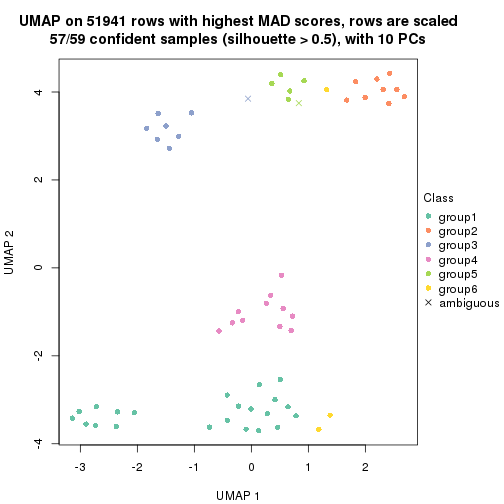 UMAP on 51941 rows with highest MAD scores, rows are scaled
57/59 confident samples (silhouette > 0.5), with 10 PCs
4
2
0
-2
-4
UMAP 2
-3
-2
-1
0
1
2
UMAP 1
Class
group1
group2
group3
group4
group5
group6
ambiguous